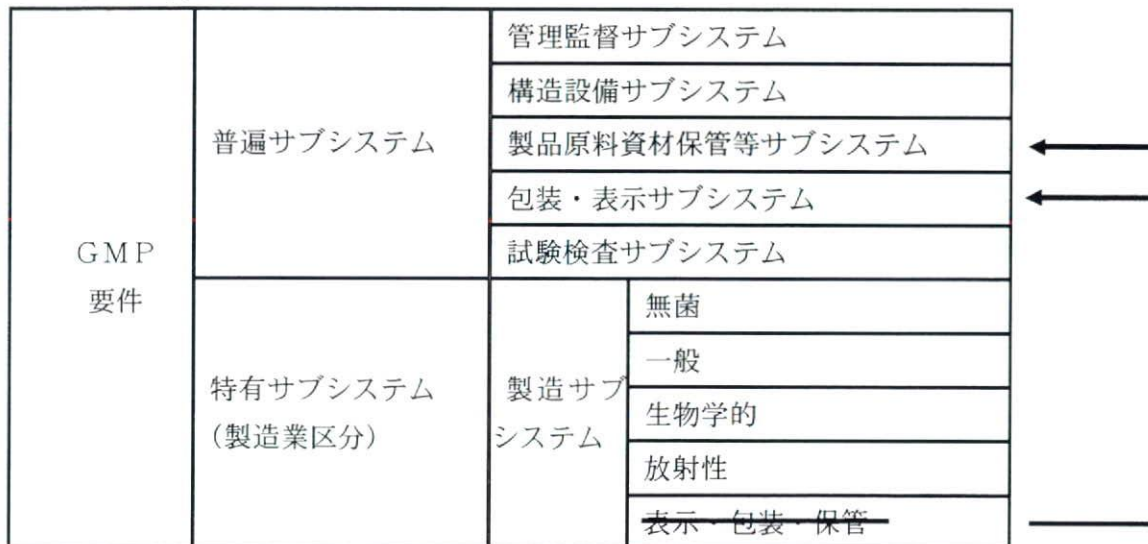 GMP
要件
普遍サブシステム
管理監督サブシステム
構造設備サブシステム
製品原料資材保管等サブシステム
包装・表示サブシステム
試験検査サブシステム
特有サブシステム
(製造業区分)
製造サブ
システム
無菌
一般
生物学的
放射性
表示・包装・保管